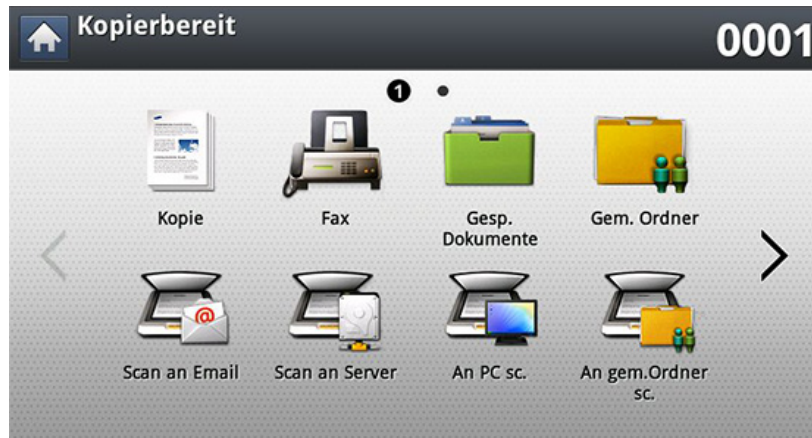 Kopierbereit
0001
1
Kopie
Fax
Gesp.
Dokumente
Gem. Ordner
Scan an Email
Scan an Server
An PC sc.
An gem.Ordner
sc.